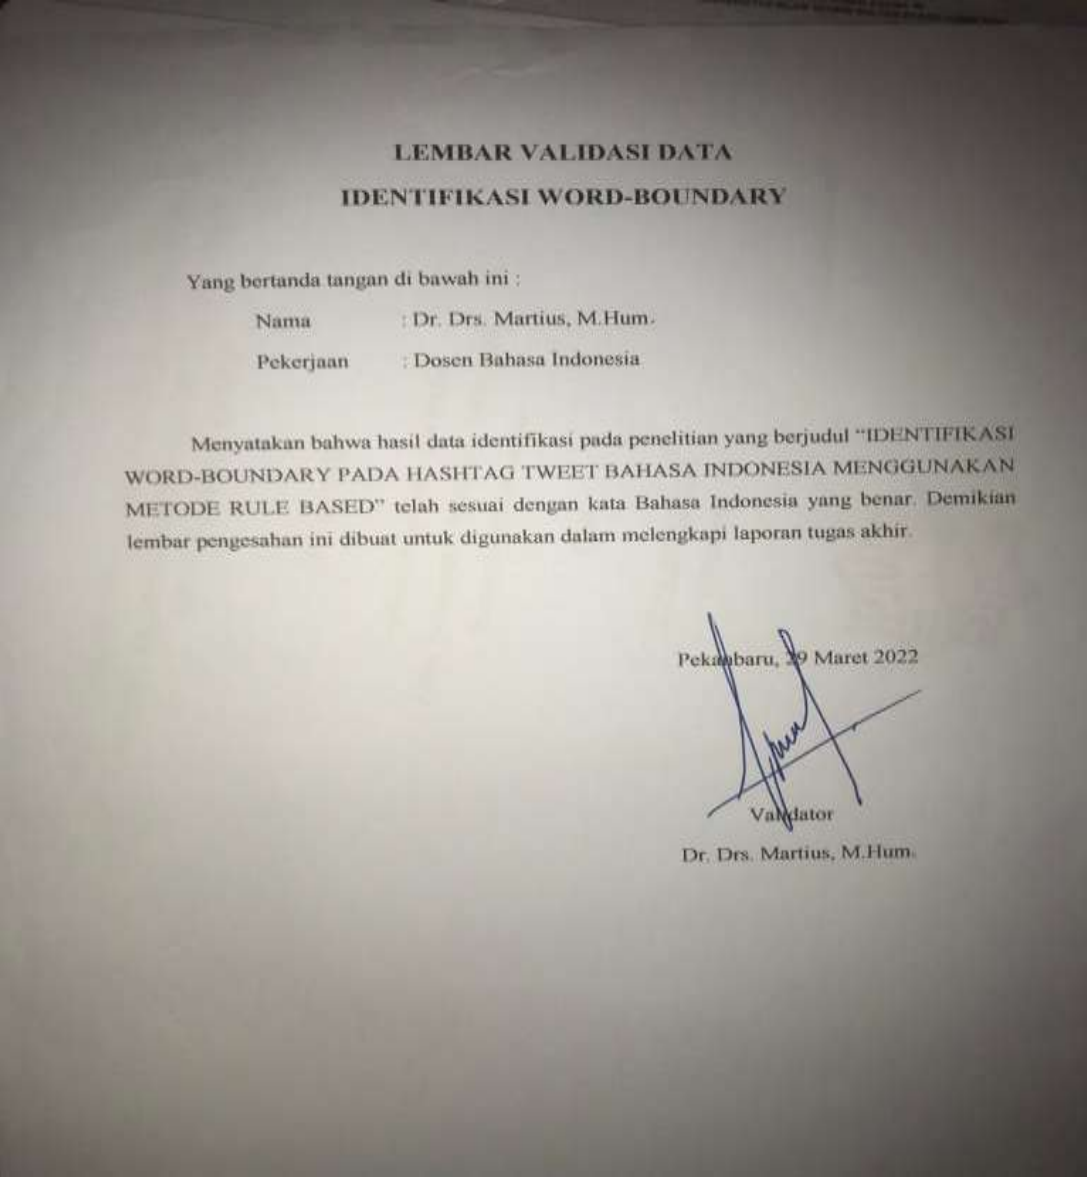 LEMBAR VALIDASI DATA
IDENTIFIKASI WORD-BOUNDARY
Yang bertanda tangan di bawah ini :
Nama : Dr. Drs. Martius, M.Hum.
Pekerjaan : Dosen Bahasa Indonesia
Menyatakan bahwa hasil data identifikasi pada penelitian yang berjudul “IDENTIFIKASI
WORD-BOUNDARY PADA HASHTAG TWEET BAHASA INDONESIA MENGGUNAKAN
METODE RULE BASED” telah sesuai dengan kata Bahasa Indonesia yang benar. Demikian
lembar pengesahan ini dibuat untuk digunakan dalam melengkapi laporan tugas akhir.
Pekanbaru, 29 Maret 2022
Validator
Dr. Drs. Martius, M.Hum.